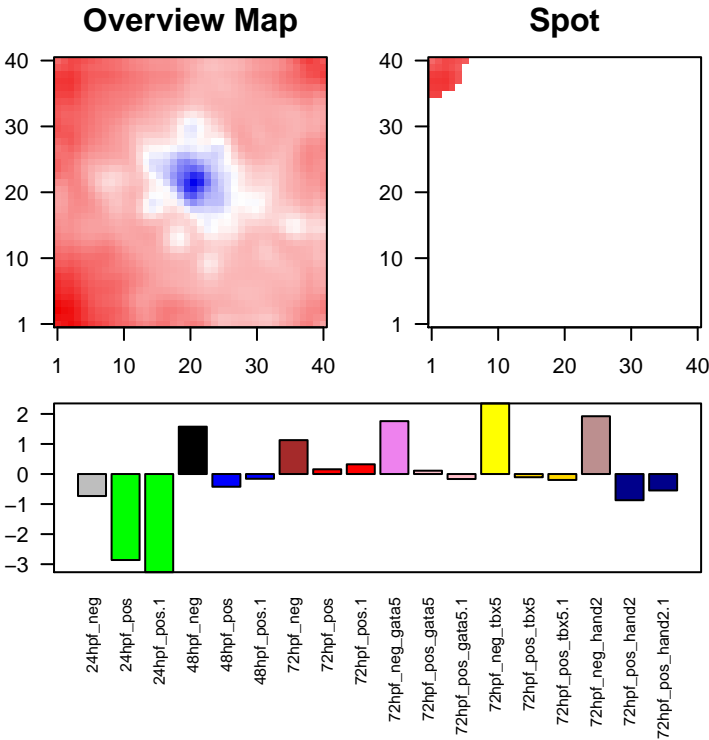 Overview Map
Spot
40
30
20
10
1
1 10 20 30 40
40
30
20
10
1
1 10 20 30 40
2
1
0
−1
−2
−3
24hpf_neg
24hpf_pos
24hpf_pos.1
48hpf_neg
48hpf_pos
48hpf_pos.1
72hpf_neg
72hpf_pos
72hpf_pos.1
72hpf_neg_gata5
72hpf_pos_gata5
72hpf_pos_gata5.1
72hpf_neg_tbx5
72hpf_pos_tbx5
72hpf_pos_tbx5.1
72hpf_neg_hand2
72hpf_pos_hand2
72hpf_pos_hand2.1